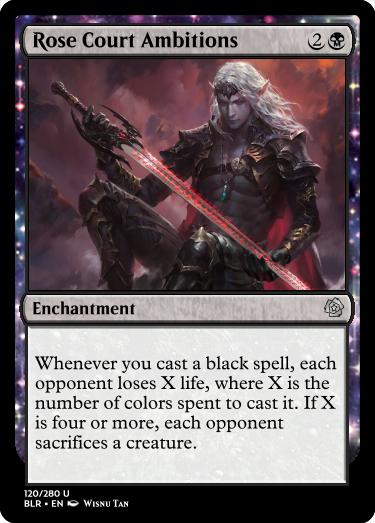 Rose Court Ambitions 2
Enchantment
Whenever you cast a black spell, each
opponent loses X life, where X is the
number of colors spent to cast it. If X
is four or more, each opponent
sacrifices a creature.
120/280 U
BLR • EN Wisnu Tan